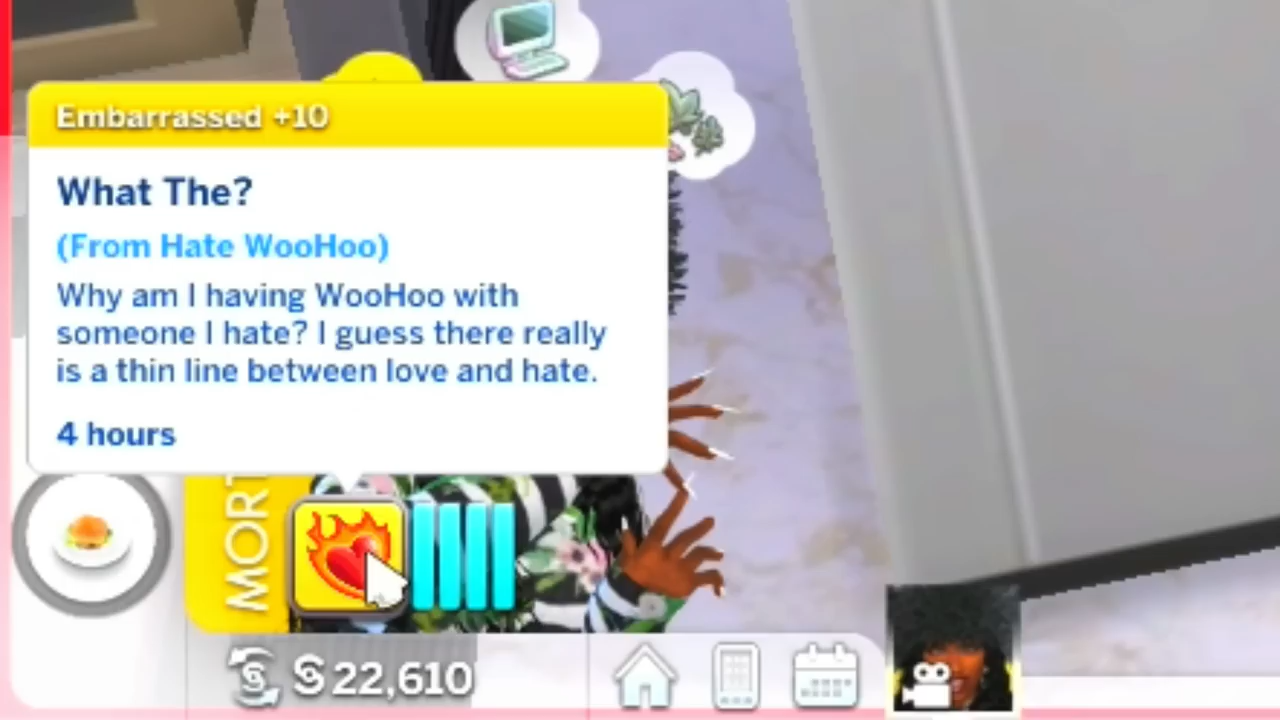 Embarrassed +10
What The?
(From Hate WooHoo)
Why am I having WooHoo with
someone I hate? I guess there really
is a thin line between love and hate.
4 hours
MORT
22,610